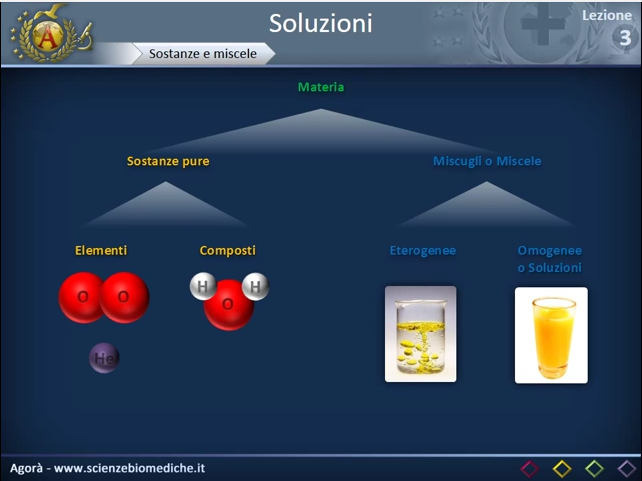 Soluzioni
Lezione
3
A
Sostanze e miscele
Materia
Sostanze pure
Miscugli o Miscele
Elementi
Composti
Eterogenee
Omogenee
o Soluzioni
O O
H H
O
He
Agorà - www.scienzebiomediche.it